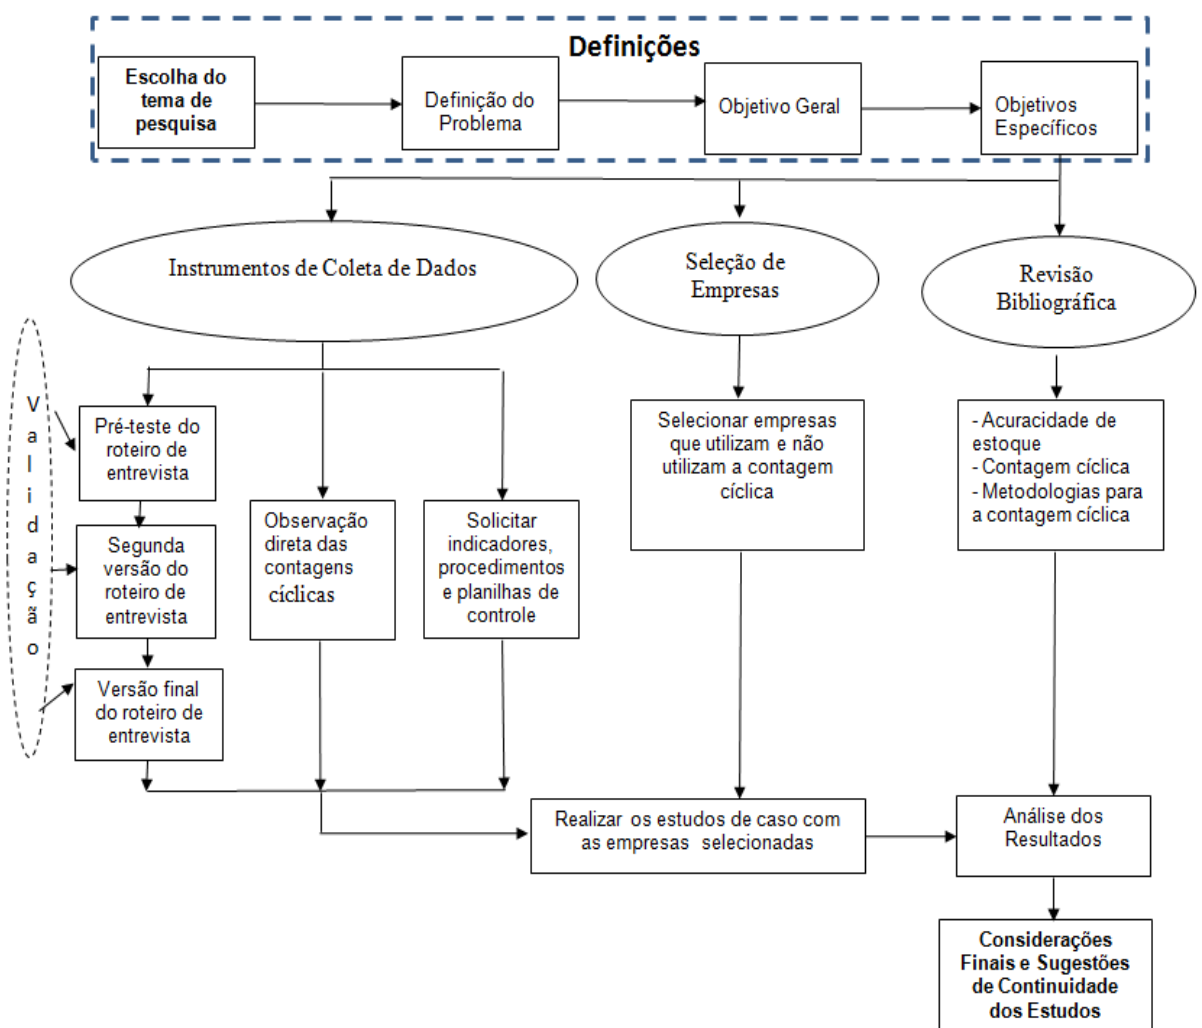 Definições
Escolha do
tema de
pesquisa
Definição do
Problema
Objetivo Geral
Objetivos
Específicos
Instrumentos de Coleta de Dados
Seleção de
Empresas
Revisão
Bibliográfica
Validação
Pré-teste do
roteiro de
entrevista
Segunda
versão do
roteiro de
entrevista
Versão final
do roteiro de
entrevista
Observação
direta das
contagens
cíclicas
Solicitar
indicadores,
procedimentos
e planilhas de
controle
Selecionar empresas
que utilizam e não
utilizam a contagem
cíclica
- Acuracidade de
estoque
- Contagem cíclica
- Metodologias para
a contagem cíclica
Realizar os estudos de caso com
as empresas selecionadas
Análise dos
Resultados
Considerações
Finais e Sugestões
de Continuidade
dos Estudos